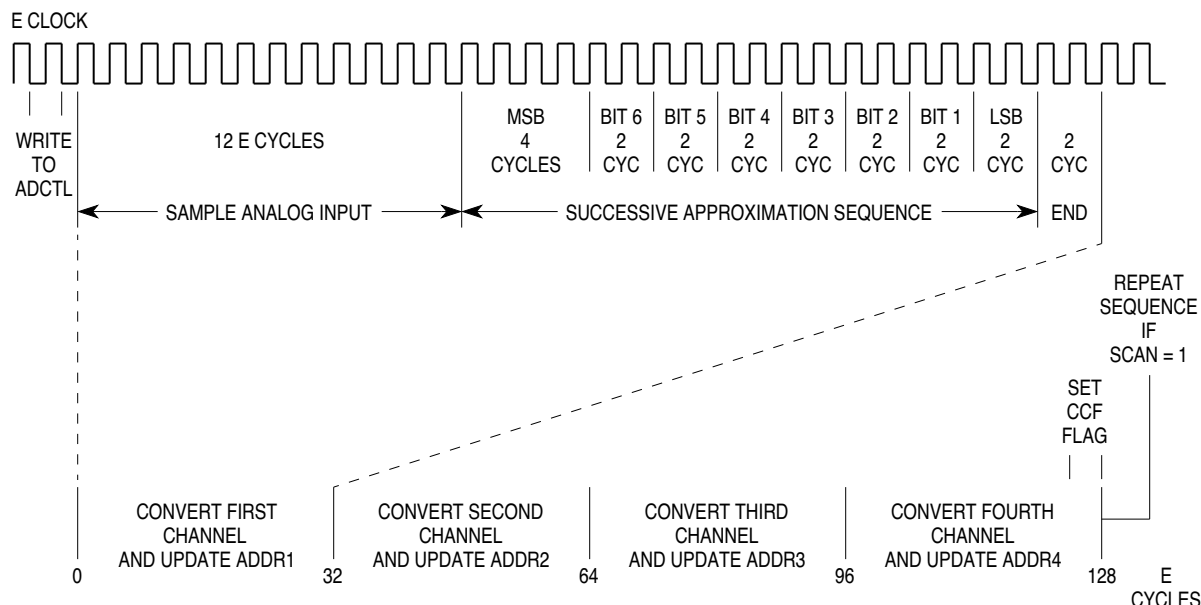 E CLOCK
WRITE
TO
ADCTL
12 E CYCLES
MSB
4
CYCLES
BIT 6
2
CYC
BIT 5
2
CYC
BIT 4
2
CYC
BIT 3
2
CYC
BIT 2
2
CYC
BIT 1
2
CYC
LSB
2
CYC
2
CYC
SAMPLE ANALOG INPUT
SUCCESSIVE APPROXIMATION SEQUENCE
END
REPEAT
SEQUENCE
IF
SCAN = 1
SET
CCF
FLAG
CONVERT FIRST
CHANNEL
AND UPDATE ADDR1
CONVERT SECOND
CHANNEL
AND UPDATE ADDR2
CONVERT THIRD
CHANNEL
AND UPDATE ADDR3
CONVERT FOURTH
CHANNEL
AND UPDATE ADDR4
0
32
64
96
128
E
CYCLES